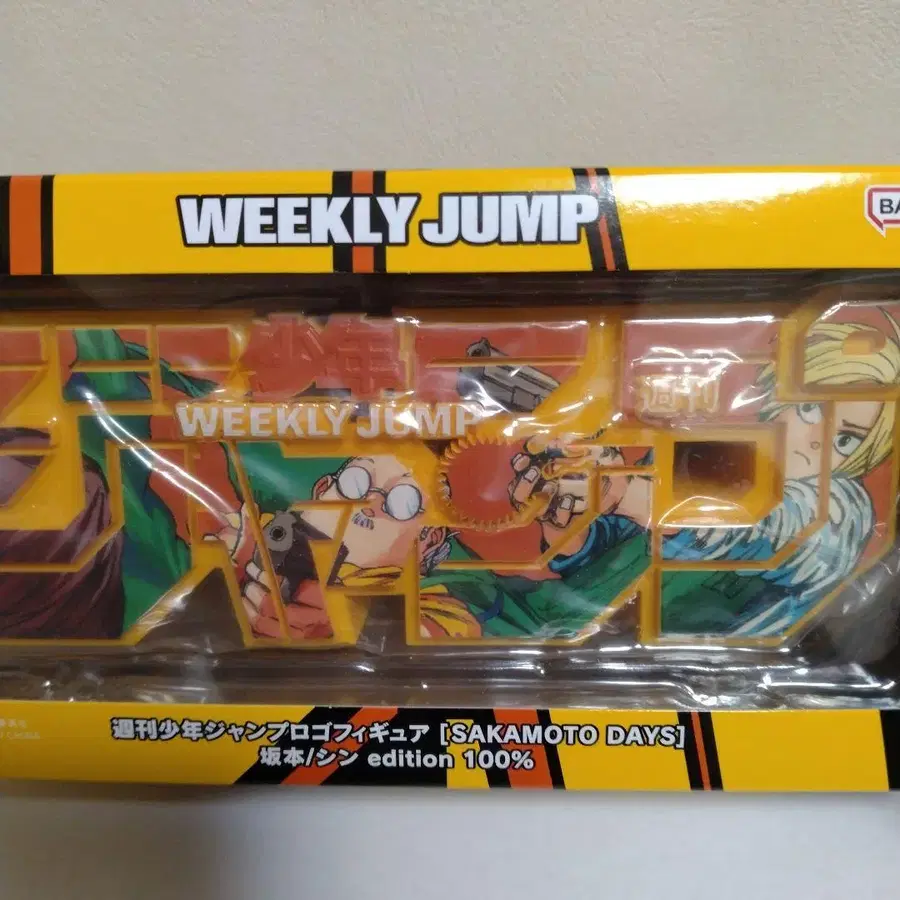 WEEKLY JUMP
BA
少年
WEEKLY JUMP
週刊
週刊少年ジャンプロゴフィギュア [SAKAMOTO DAYS]
坂本/シン edition 100%